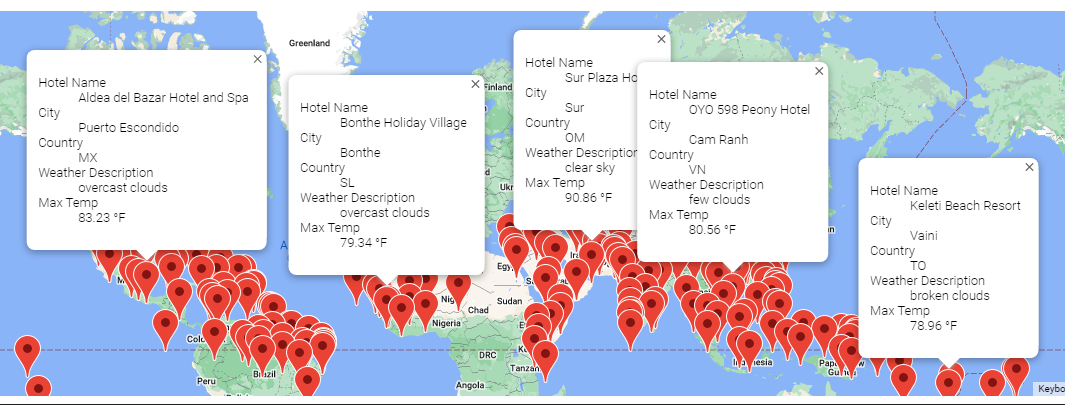 Greenland
Finland
Ukr
Hotel Name
Aldea del Bazar Hotel and Spa
City
Puerto Escondido
Country
MX
Weather Description
overcast clouds
Max Temp
83.23 °F
Hotel Name
Bonthe Holiday Village
City
Bonthe
Country
SL
Weather Description
overcast clouds
Max Temp
79.34 °F
Hotel Name
Sur Plaza Ho
City
Sur
Country
OM
Weather Description
clear sky
Max Temp
90.86 °F
Hotel Name
OYO 598 Peony Hotel
City
Cam Ranh
Country
VN
Weather Description
few clouds
Max Temp
80.56 °F
Hotel Name
Keleti Beach Resort
City
Vaini
Country
TO
Weather Description
broken clouds
Max Temp
78.96 °F
Egy
Ira
Sudan
Chad
Nigeria
DRC
Tanzan
Angola
Brazil
Peru
Keybo